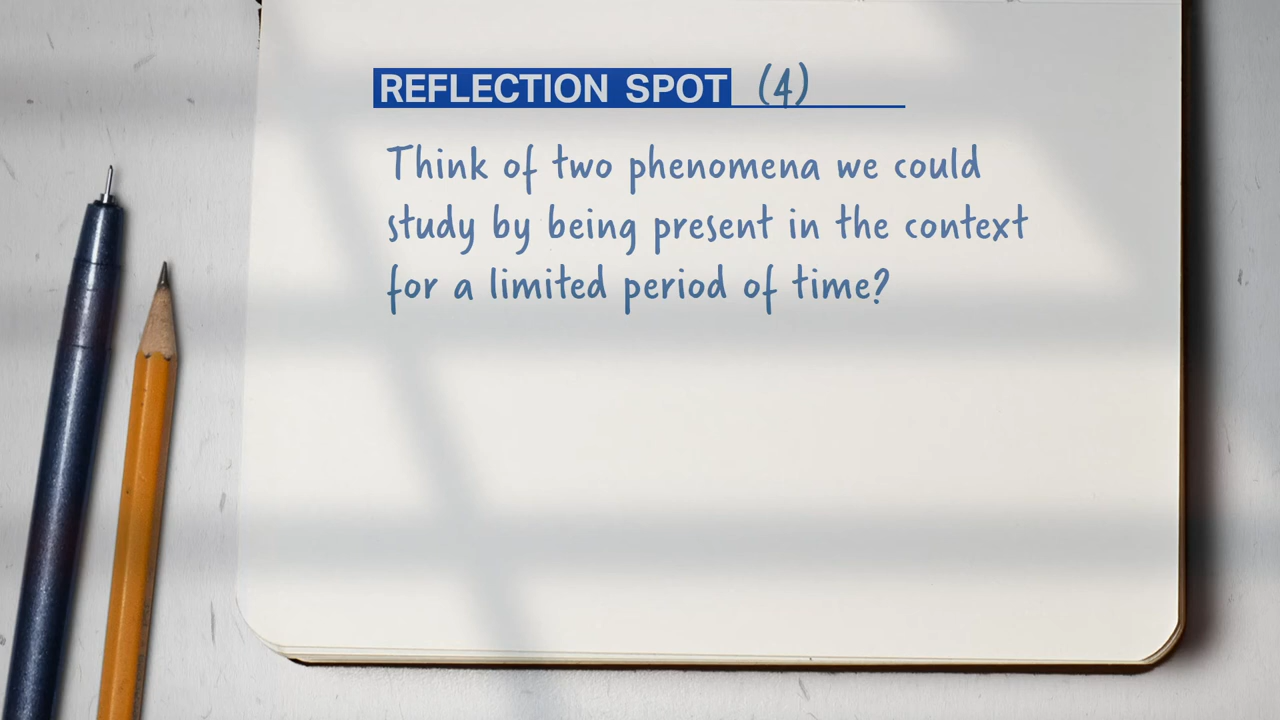 REFLECTION SPOT (4)
Think of two phenomena we could
study by being present in the context
for a limited period of time?